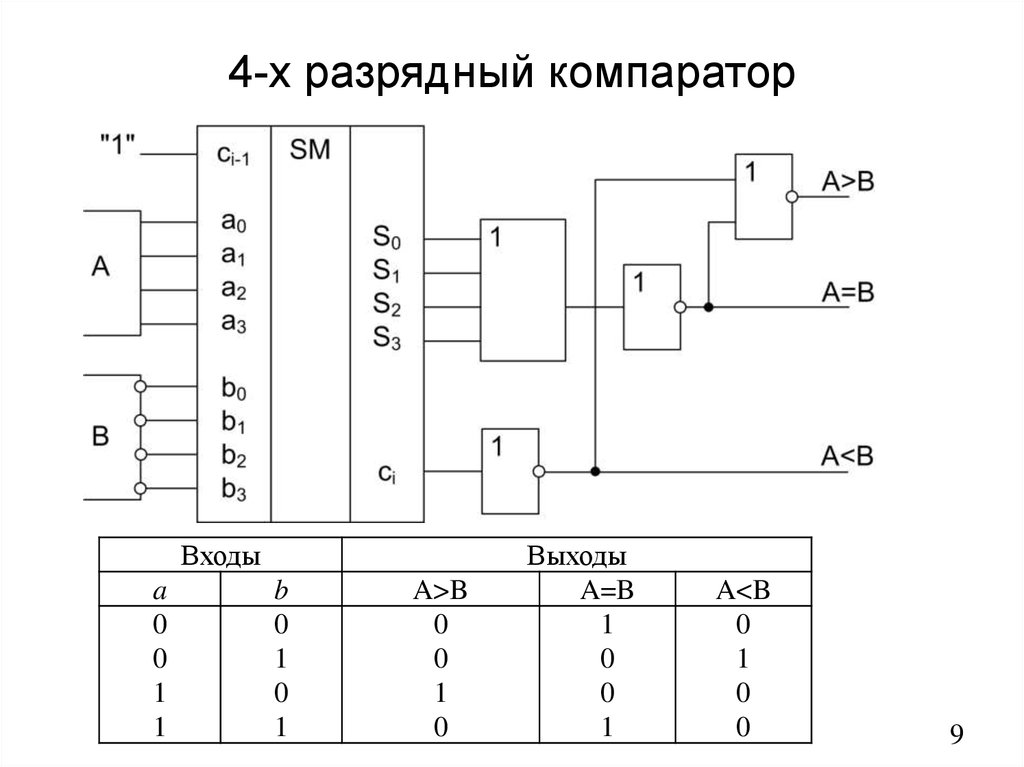 4-х разрядный компаратор
"1"
ci-1
SM
A
a0
a1
a2
a3
B
b0
b1
b2
b3
S0
S1
S2
S3
ci
1
1
1
1
A>B
A=B
A<B
Входы Выходы
a b A>B A=B A<B
0 0 0 1 0
0 1 0 0 1
1 0 1 0 0
1 1 0 1 0
9